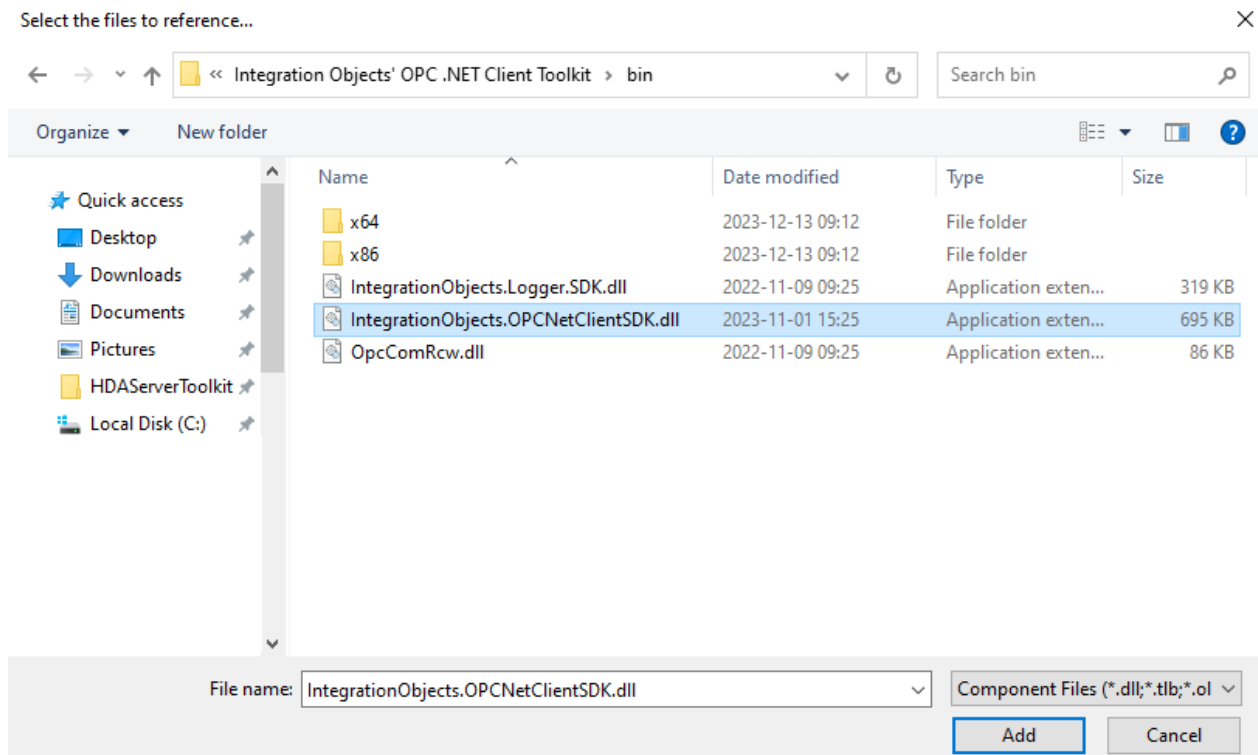 Select the files to reference...
« Integration Objects' OPC .NET Client Toolkit > bin
Search bin
Organize
New folder
Name Date modified Type Size
Quick access
Desktop
Downloads
Documents
Pictures
HDAServerToolkit
Local Disk (C:)
x64 2023-12-13 09:12 File folder
x86 2023-12-13 09:12 File folder
IntegrationObjects.Logger.SDK.dll 2022-11-09 09:25 Application exten... 319 KB
IntegrationObjects.OPCNetClientSDK.dll 2023-11-01 15:25 Application exten... 695 KB
OpcComRcw.dll 2022-11-09 09:25 Application exten... 86 KB
File name: IntegrationObjects.OPCNetClientSDK.dll
Component Files (*.dll;*.tlb;*.ol
Add
Cancel